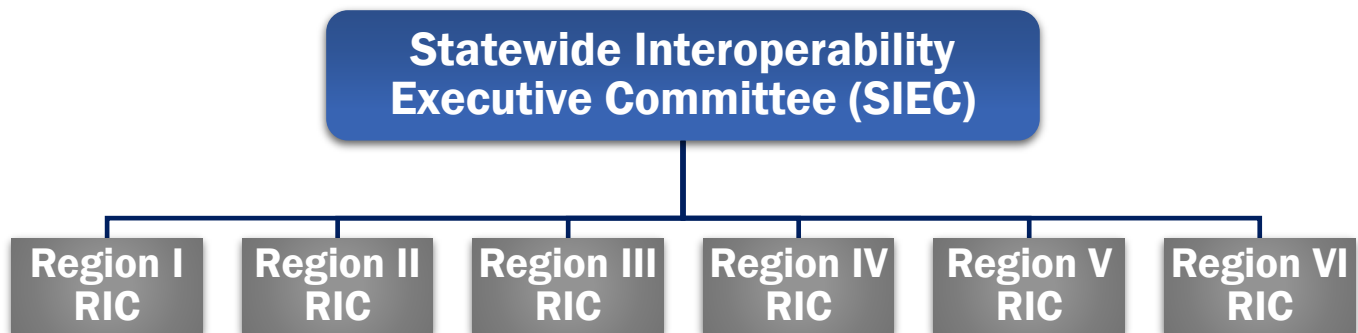 Statewide Interoperability
Executive Committee (SIEC)
Region I
RIC
Region II
RIC
Region III
RIC
Region IV
RIC
Region V
RIC
Region VI
RIC